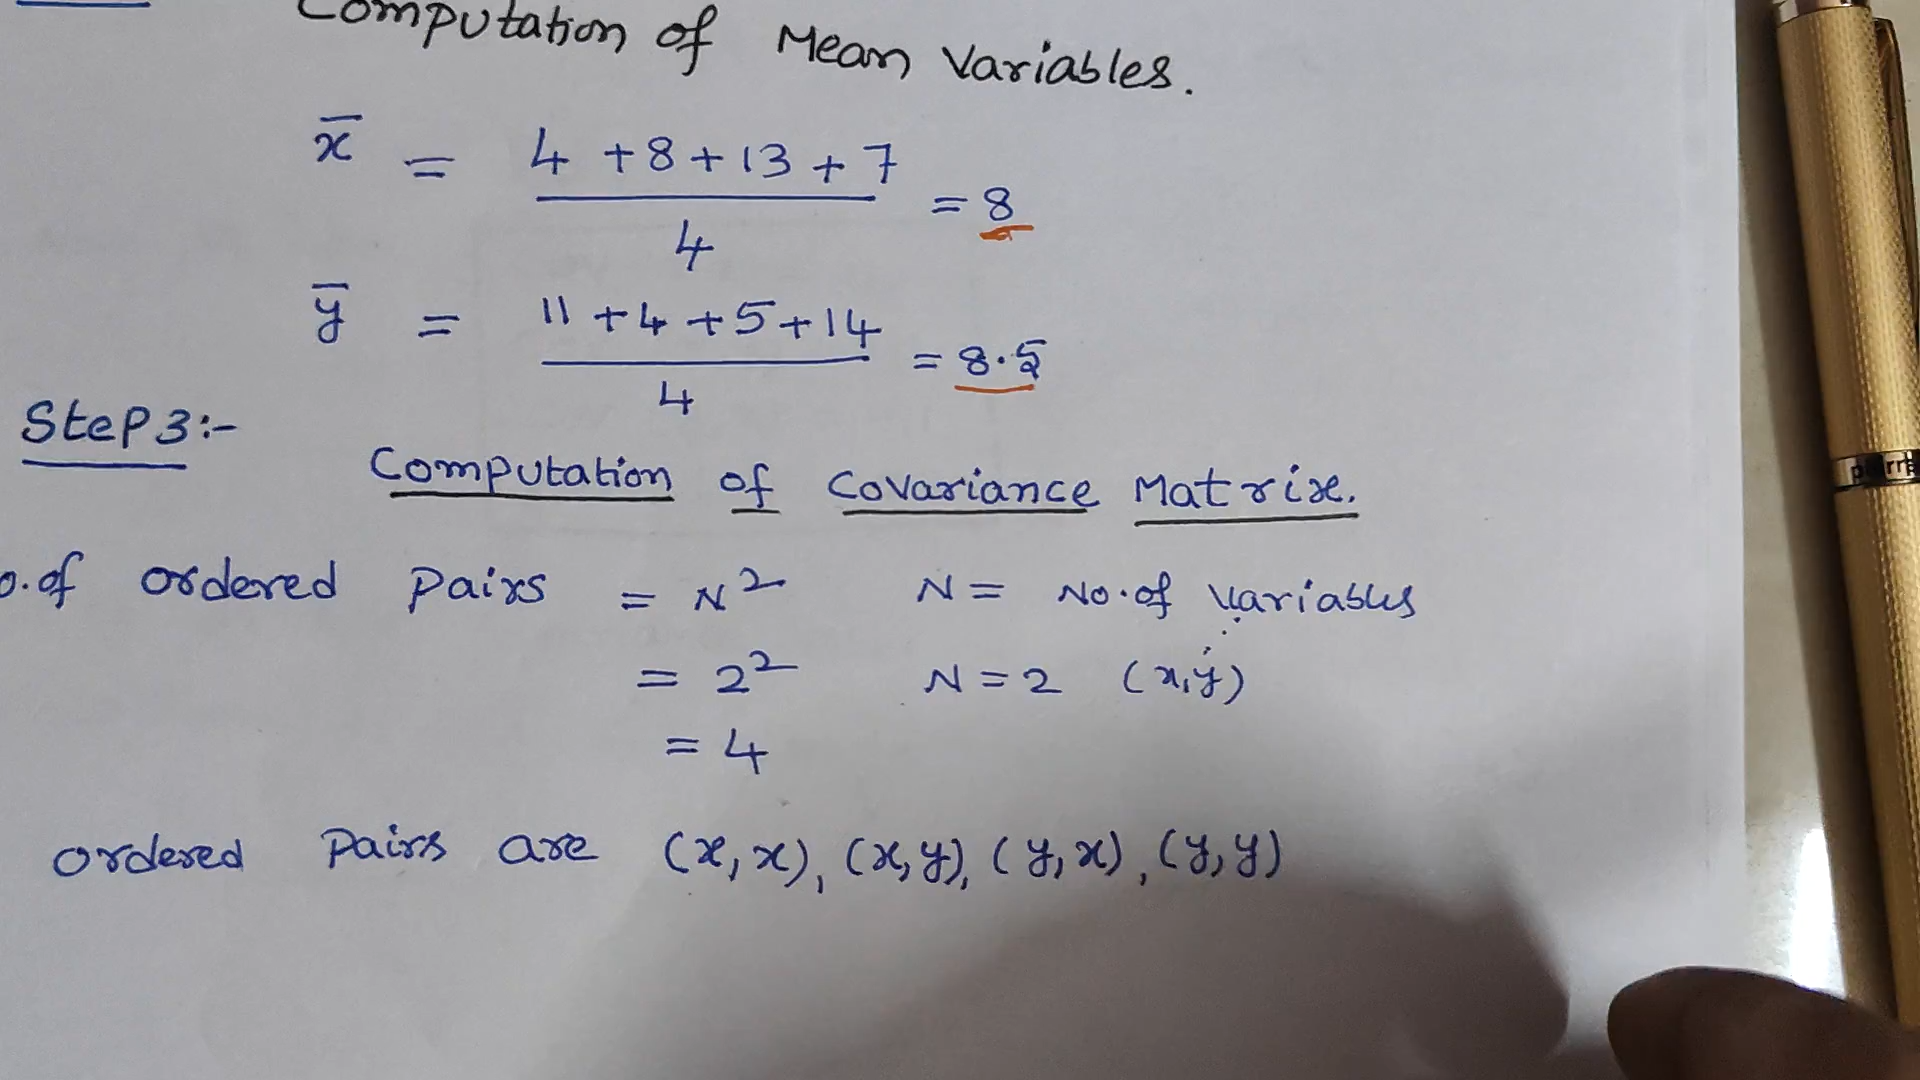 Computation of Mean Variables.
x̄ = 4 + 8 + 13 + 7 / 4 = 8
ȳ = 11 + 4 + 5 + 14 / 4 = 8.5
Step 3:-
Computation of Covariance Matrix.
o. of ordered Pairs = N² N = No. of Variables
= 2² N = 2 (x,y)
= 4
ordered Pairs are (x,x), (x,y), (y,x), (y,y)